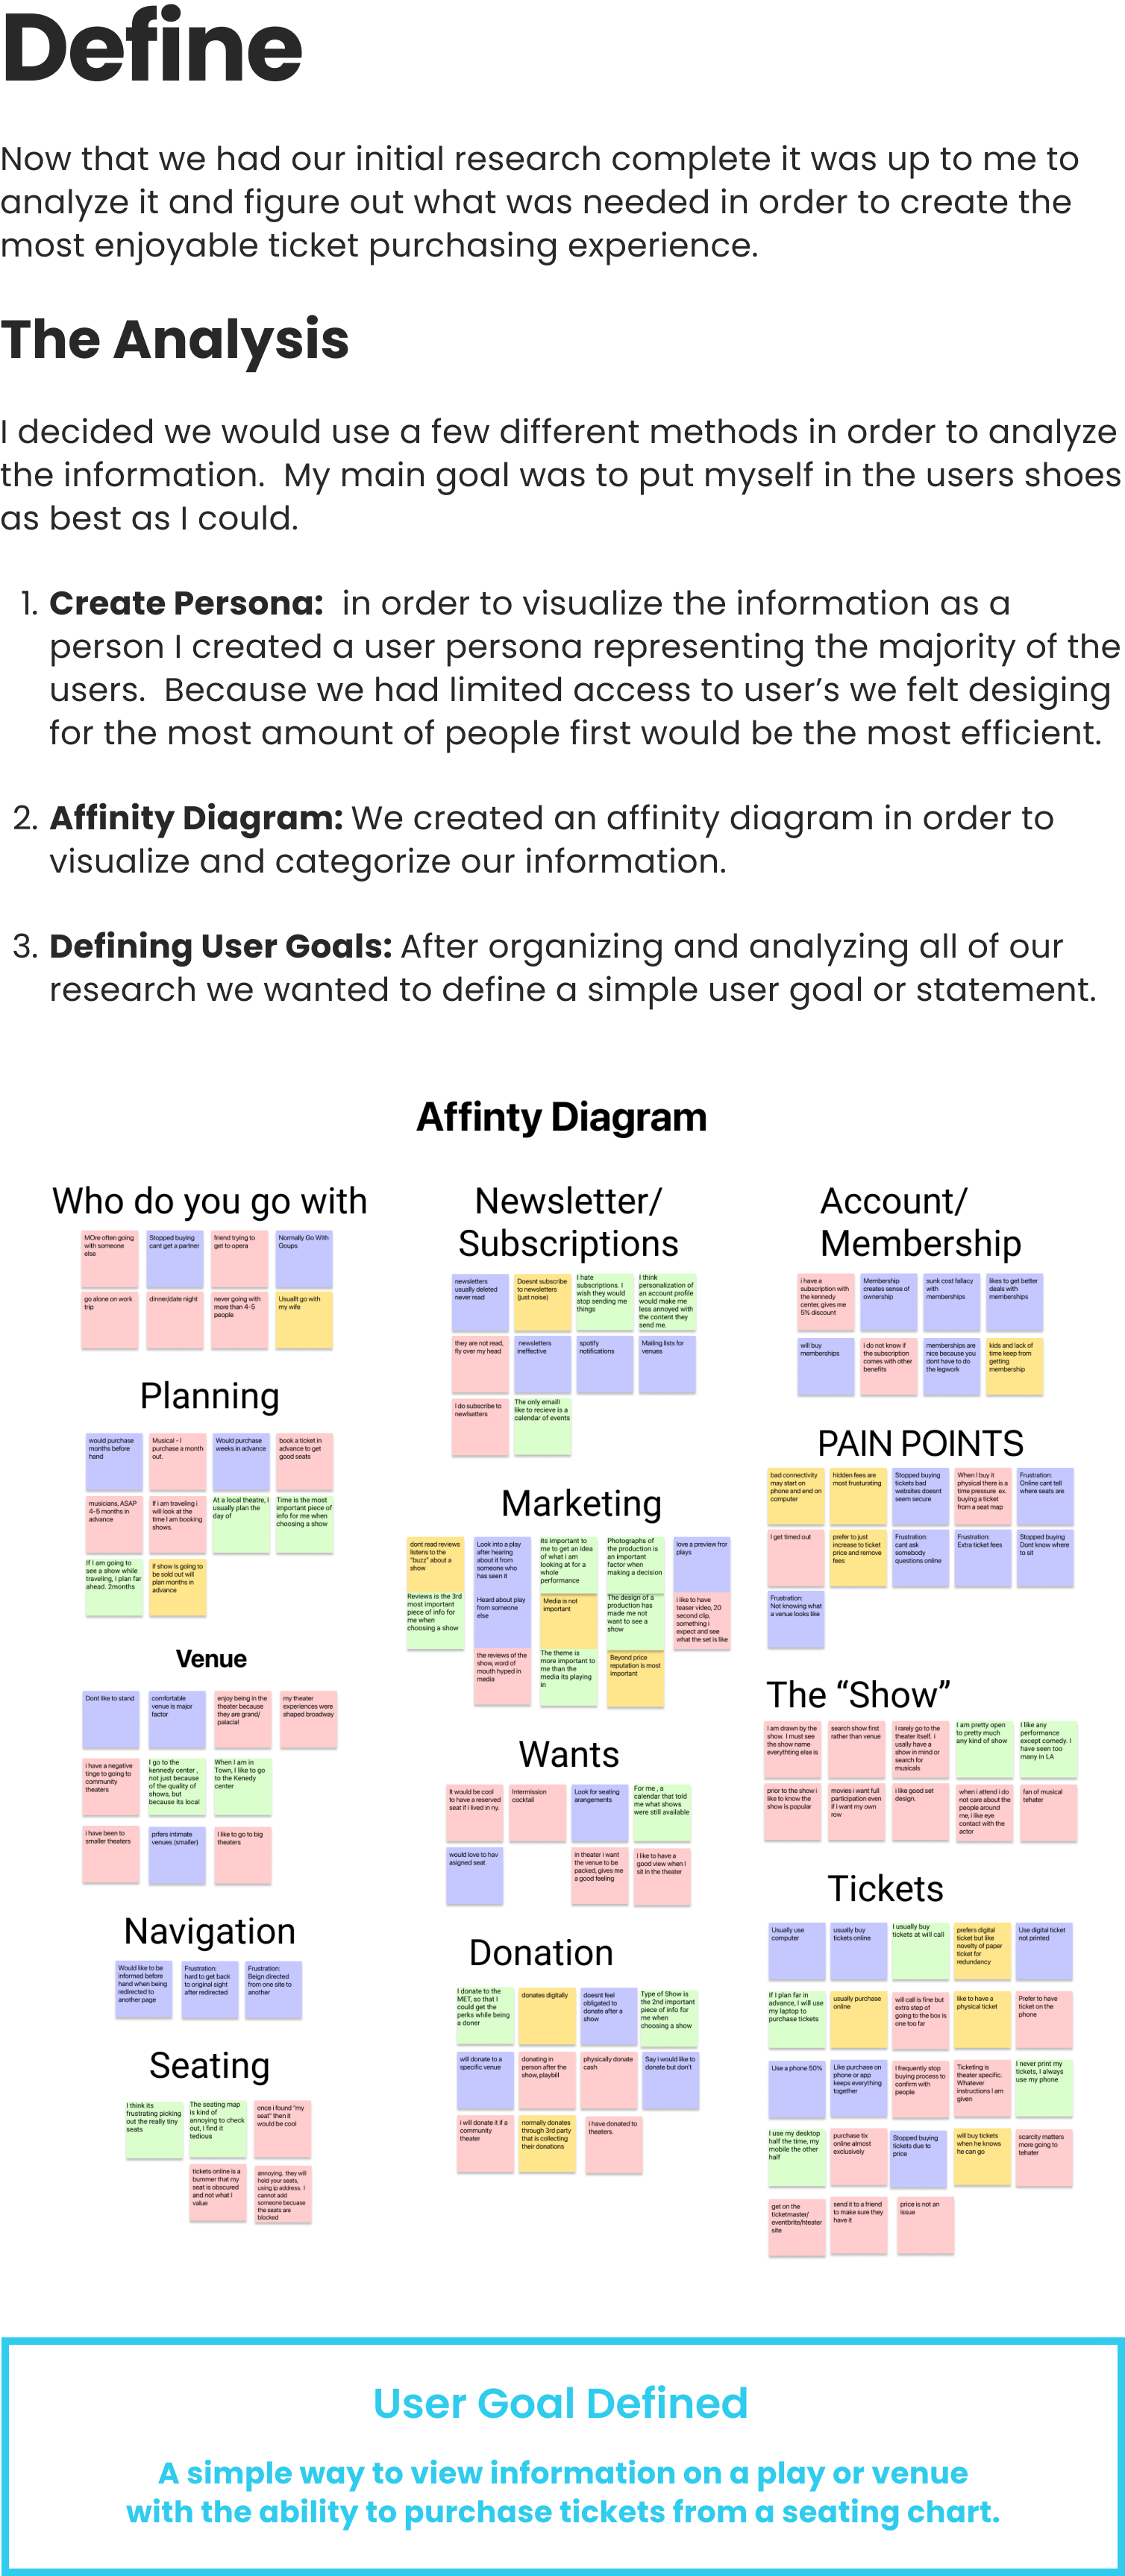 Define
Now that we had our initial research complete it was up to me to
analyze it and figure out what was needed in order to create the
most enjoyable ticket purchasing experience.
The Analysis
I decided we would use a few different methods in order to analyze
the information.  My main goal was to put myself in the users shoes
as best as I could.
1. Create Persona:  in order to visualize the information as a
person I created a user persona representing the majority of the
users.  Because we had limited access to user’s we felt desiging
for the most amount of people first would be the most efficient.
2. Affinity Diagram: We created an affinity diagram in order to
visualize and categorize our information.
3. Defining User Goals: After organizing and analyzing all of our
research we wanted to define a simple user goal or statement.
Affinty Diagram
Who do you go with
MOre often going
with someone
else
Stopped buying
cant get a partner
friend trying to
get to opera
Normally Go With
Goups
go alone on work
trip
dinner/date night
never going with
more than 4-5
people
Usuallt go with
my wife
Planning
would purchase
months before
hand
Musical - I
purchase a month
out.
Would purchase
weeks in advance
book a ticket in
advance to get
good seats
musicians, ASAP
4-5 months in
advance
If i am traveling i
will look at the
time I am booking
shows.
At a local theatre, I
usually plan the
day of
Time is the most
important piece of
info for me when
choosing a show
If I am going to
see a show while
traveling, I plan far
ahead. 2months
if show is going to
be sold out will
plan months in
advance
Venue
Dont like to stand
comfortable
venue is major
factor
enjoy being in the
theater because
they are grand/
palacial
my theater
experiences were
shaped broadway
i have a negative
tinge to going to
community
theaters
I go to the
kennedy center ,
not just because
of the quality of
shows, but
because its local
When I am in
Town, I like to go
to the Kenedy
center
i have been to
smaller theaters
prfers intimate
venues (smaller)
I like to go to big
theaters
Navigation
Would like to be
informed before
hand when being
redirected to
another page
Frustration:
hard to get back
to original sight
after redirected
Frustration:
Beign directed
from one site to
another
Seating
I think its
frustrating picking
out the really tiny
seats
The seating map
is kind of
annoying to check
out, I find it
tedious
once i found "my
seat" then it
would be cool
tickets online is a
bummer that my
seat is obscured
and not what I
value
annoying. they will
hold your seats,
using ip address. I
cannot add
someone becuase
the seats are
blocked
Newsletter/
Subscriptions
newsletters
usually deleted
never read
Doesnt subscribe
to newsletters
(just noise)
I hate
subscriptions. I
wish they would
stop sending me
things
I think
personalization of
an account profile
would make me
less annoyed with
the content they
send me.
they are not read,
fly over my head
newsletters
ineffective
spotify
notifications
Mailing lists for
venues
I do subscribe to
newlsetters
The only emaill
like to recieve is a
calendar of events
Marketing
dont read reviews
listens to the
"buzz" about a
show
Look into a play
after hearing
about it from
someone who
has seen it
Its important to
me to get an idea
of what i am
looking at for a
whole
performance
Photographs of
the production is
an important
factor when
making a decision
love a preview fror
plays
Reviews is the 3rd
most important
piece of info for
me when
choosing a show
Heard about play
from someone
else
Media is not
important
The design of a
production has
made me not
want to see a
show
i like to have
teaser video, 20
second clip,
something i
expect and see
what the set is like
the reviews of the
show, word of
mouth hyped in
media
The theme is
more important to
me than the
media its playing
in
Beyond price
reputation is most
important
Wants
It would be cool
to have a reserved
seat if i lived in ny.
Intermission
cocktail
Look for seating
arangements
For me , a
calendar that told
me what shows
were still available
would love to hav
asigned seat
in theater i want
the venue to be
packed, gives me
a good feeling
I like to have a
good view when I
sit in the theater
Donation
I donate to the
MET, so that I
could get the
perks while being
a doner
donates digitally
doesnt feel
obligated to
donate after a
show
Type of Show is
the 2nd important
piece of info for
me when
choosing a show
will donate to a
specific venue
donating in
person after the
show, playbill
physically donate
cash
Say i would like to
donate but don't
i will donate it if a
community
theater
normally donates
through 3rd party
that is collecting
their donations
i have donated to
theaters.
Account/
Membership
i have a
subscription with
the kennedy
center, gives me
5% discount
Membership
creates sense of
ownership
sunk cost fallacy
with
memberships
likes to get better
deals with
memberships
will buy
memberships
i do not know if
the subscription
comes with other
benefits
memberships are
nice because you
dont have to do
the legwork
kids and lack of
time keep from
getting
membership
PAIN POINTS
bad connectivity
may start on
phone and end on
computer
hidden fees are
most frusturating
Stopped buying
tickets bad
websites doesnt
seem secure
When I buy it
physical there is a
time pressure ex.
buying a ticket
from a seat map
Frustration:
Online cant tell
where seats are
I get timed out
prefer to just
increase to ticket
price and remove
fees
Frustration:
cant ask
somebody
questions online
Frustration:
Extra ticket fees
Stopped buying
Dont know where
to sit
Frustration:
Not knowing what
a venue looks like
The “Show”
I am drawn by the
show. I must see
the show name
everythting else is
search show first
rather than venue
I rarely go to the
theater itself. i
usally have a
show in mind or
search for
musicals
I am pretty open
to pretty much
any kind of show
I like any
performance
except comedy. I
have seen too
many in LA
prior to the show i
like to know the
show is popular
movies i want full
participation even
if i want my own
row
i like good set
design.
when i attend i do
not care about the
people around
me, i like eye
contact with the
actor
fan of musical
tehater
Tickets
Usually use
computer
usually buy
tickets online
I usually buy
tickets at will call
prefers digital
ticket but like
novelty of paper
ticket for
redundancy
Use digital ticket
not printed
If I plan far in
advance, I will use
my laptop to
purchase tickets
usually purchase
online
will call is fine but
extra step of
going to the box is
one too far
like to have a
physical ticket
Prefer to have
ticket on the
phone
Use a phone 50%
Like purchase on
phone or app
keeps everything
together
I frequently stop
buying process to
confirm with
people
Ticketing is
theater specific.
Whatever
instructions I am
given
I never print my
tickets, I always
use my phone
I use my desktop
half the time, my
mobile the other
half
purchase tix
online almost
exclusively
Stopped buying
tickets due to
price
will buy tickets
when he knows
he can go
scarcity matters
more going to
tehater
get on the
ticketmaster/
eventbrite/hteater
site
send it to a friend
to make sure they
have it
price is not an
issue
User Goal Defined
A simple way to view information on a play or venue
with the ability to purchase tickets from a seating chart.